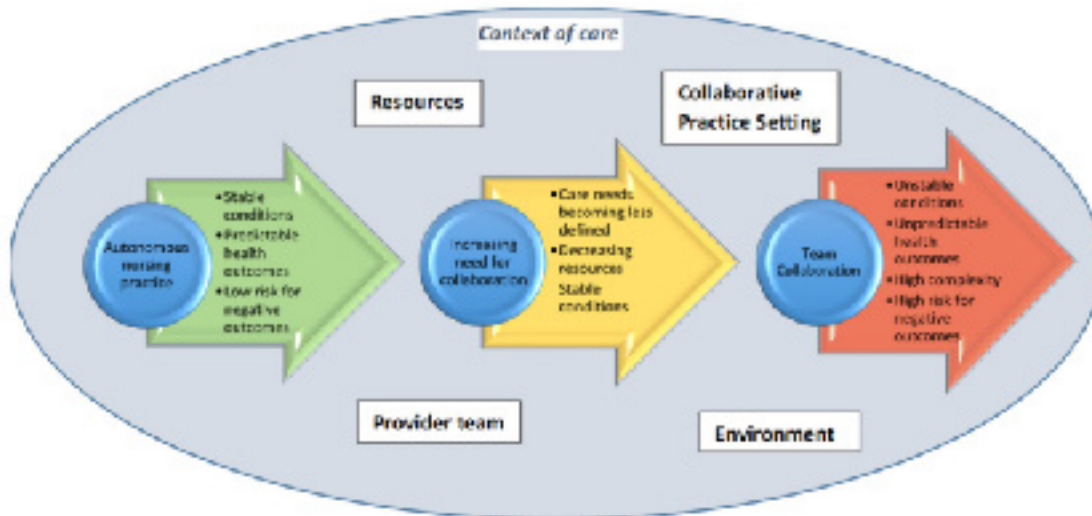 Context of care
Resources
Collaborative
Practice Setting
Autonomous
nursing
practice
• Stable
conditions
• Predictable
health
outcomes
• Low risk for
negative
outcomes
Increasing
need for
collaboration
• Care needs
becoming less
defined
• Decreasing
resources
Stable
conditions
Team
Collaboration
• Unstable
conditions
• Unpredictable
health
outcomes
• High complexity
• High risk for
negative
outcomes
Provider team
Environment